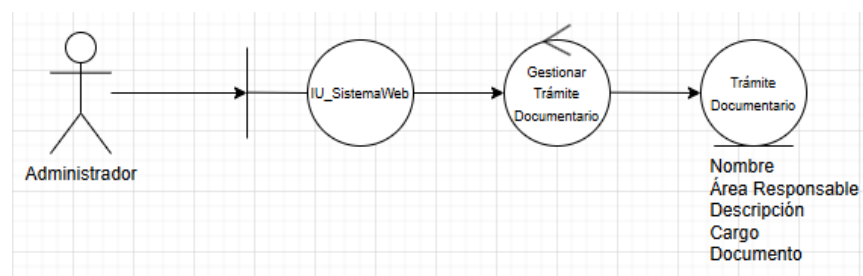 Administrador
IU_SistemaWeb
Gestionar
Trámite
Documentario
Trámite
Documentario
Nombre
Área Responsable
Descripción
Cargo
Documento